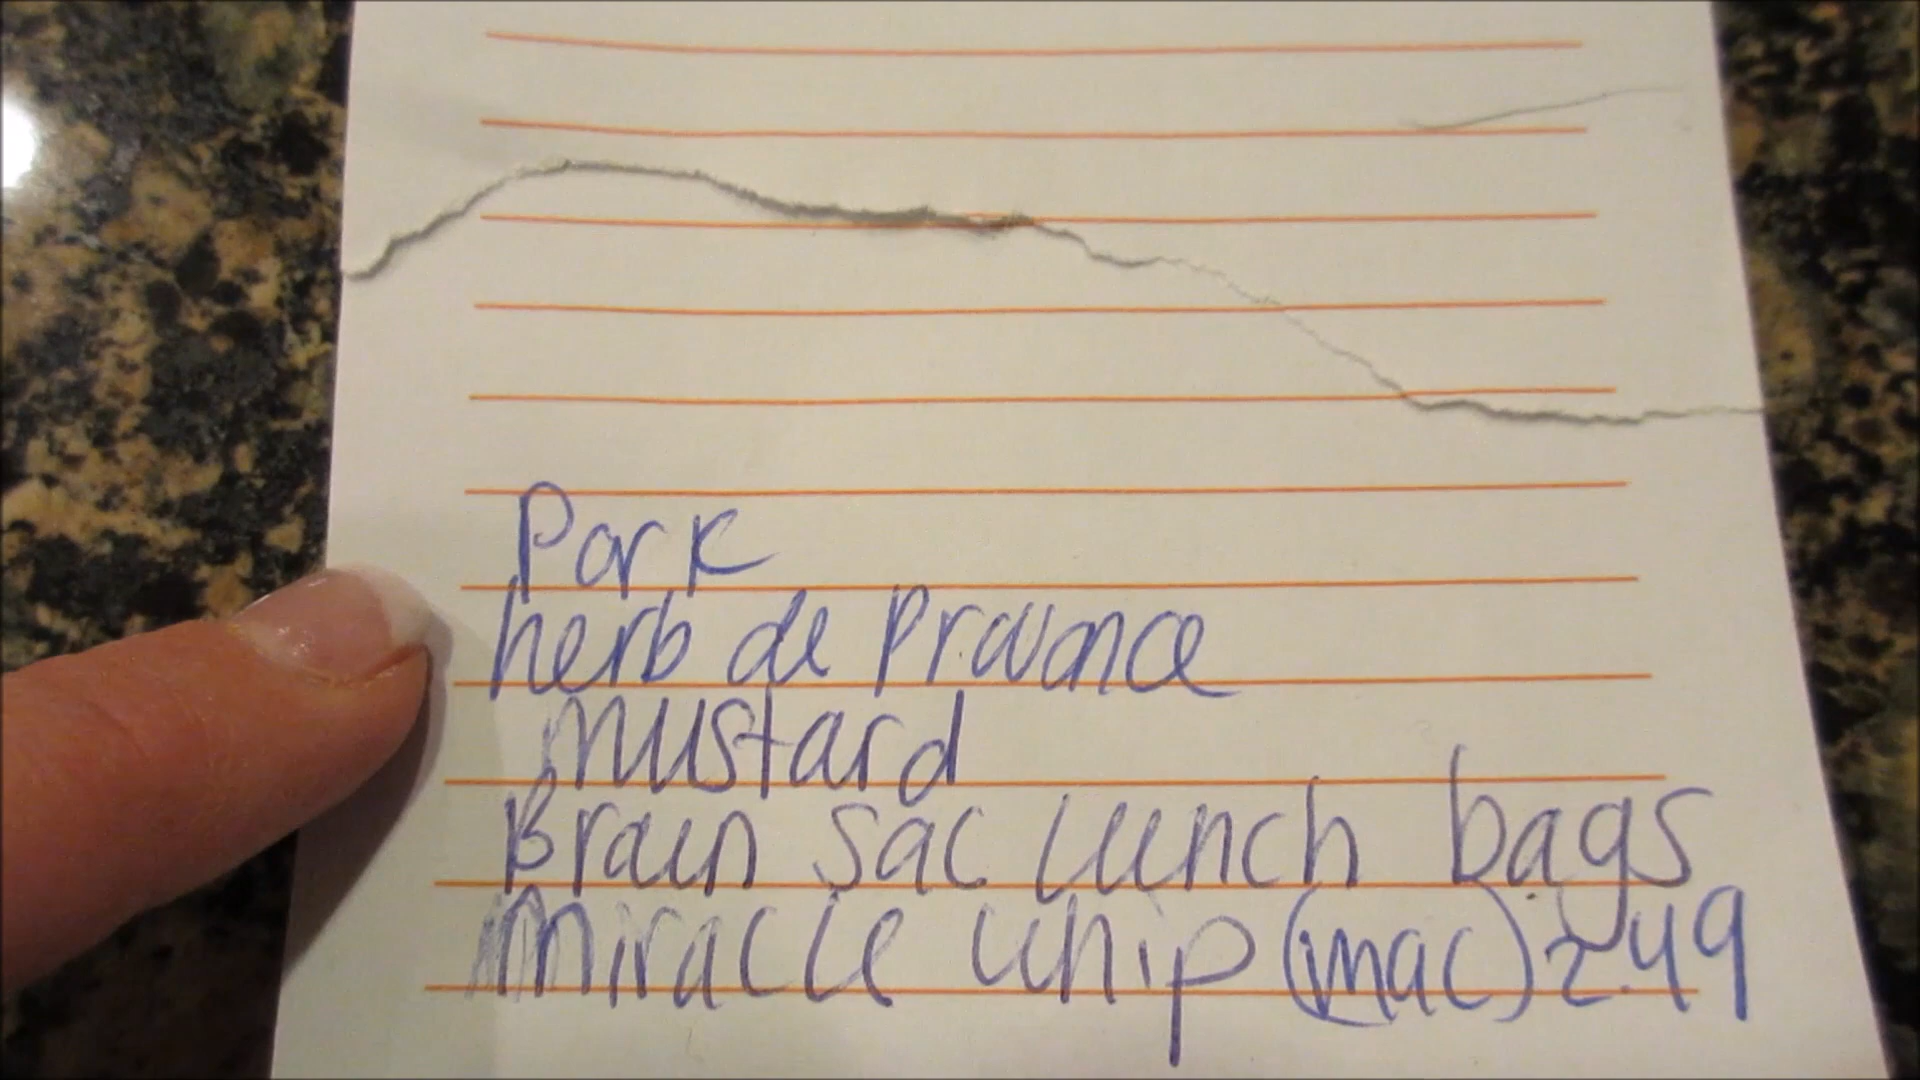 Pork
herb de Provance
mustard
Brain sac lunch bags
miracle whip (mac) 2.49